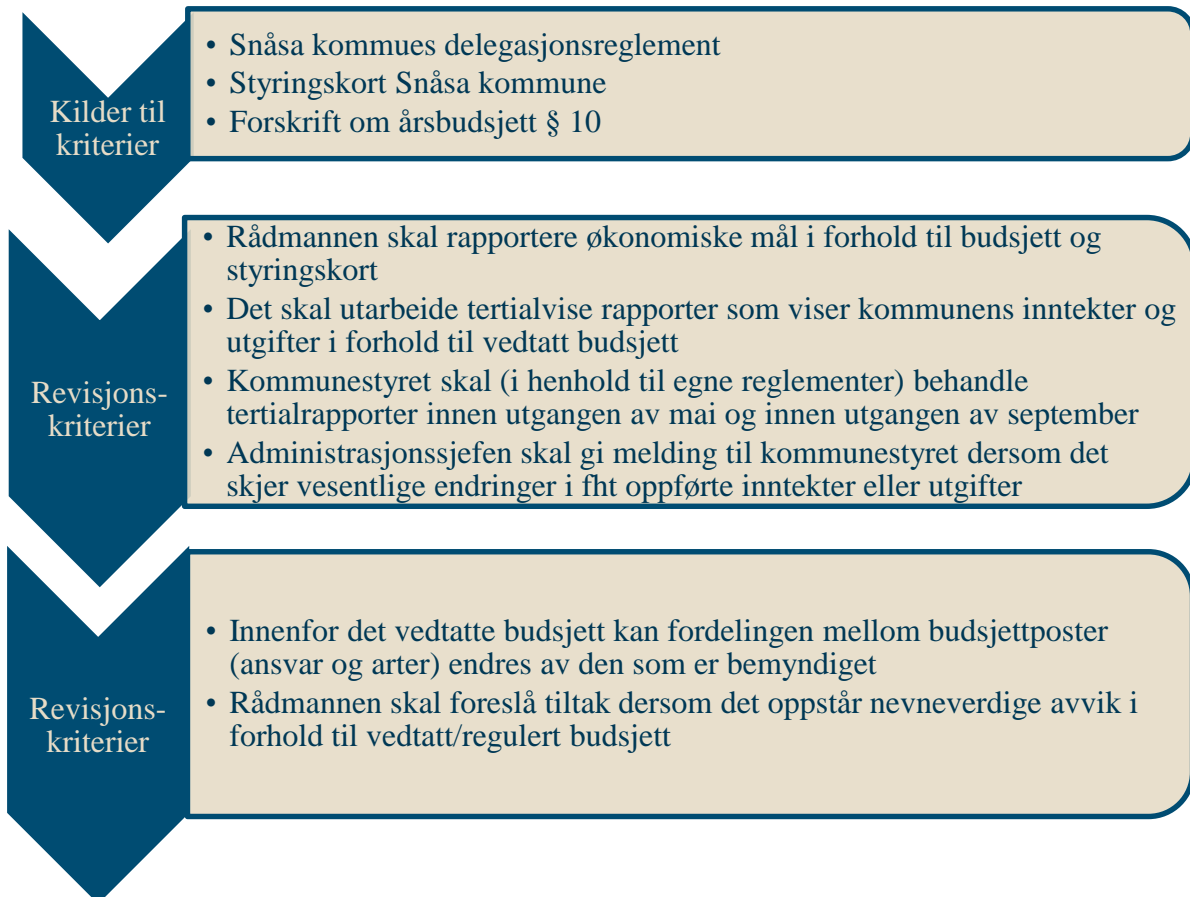 Kilder til
kriterier
• Snåsa kommues delegasjonsreglement
• Styringskort Snåsa kommune
• Forskrift om årsbudsjett § 10
Revisjons-
kriterier
• Rådmannen skal rapportere økonomiske mål i forhold til budsjett og
styringskort
• Det skal utarbeide tertialvise rapporter som viser kommunens inntekter og
utgifter i forhold til vedtatt budsjett
• Kommunestyret skal (i henhold til egne reglementer) behandle
tertialrapporter innen utgangen av mai og innen utgangen av september
• Administrasjonssjefen skal gi melding til kommunestyret dersom det
skjer vesentlige endringer i fht oppførte inntekter eller utgifter
Revisjons-
kriterier
• Innenfor det vedtatte budsjett kan fordelingen mellom budsjettposter
(ansvar og arter) endres av den som er bemyndiget
• Rådmannen skal foreslå tiltak dersom det oppstår nevneverdige avvik i
forhold til vedtatt/regulert budsjett